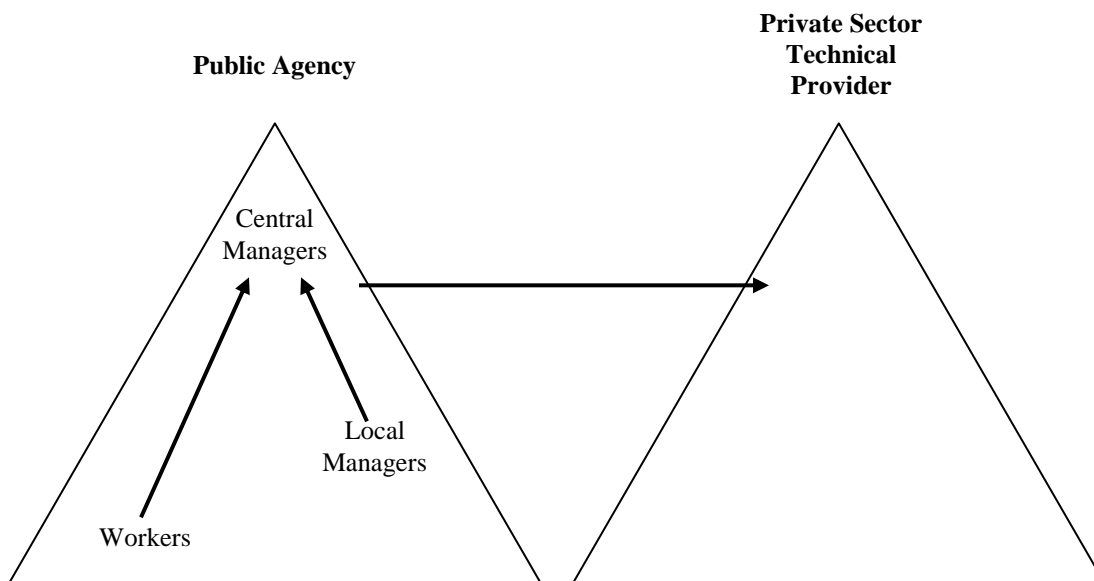 Public Agency
Private Sector
Technical
Provider
Central
Managers
Local
Managers
Workers